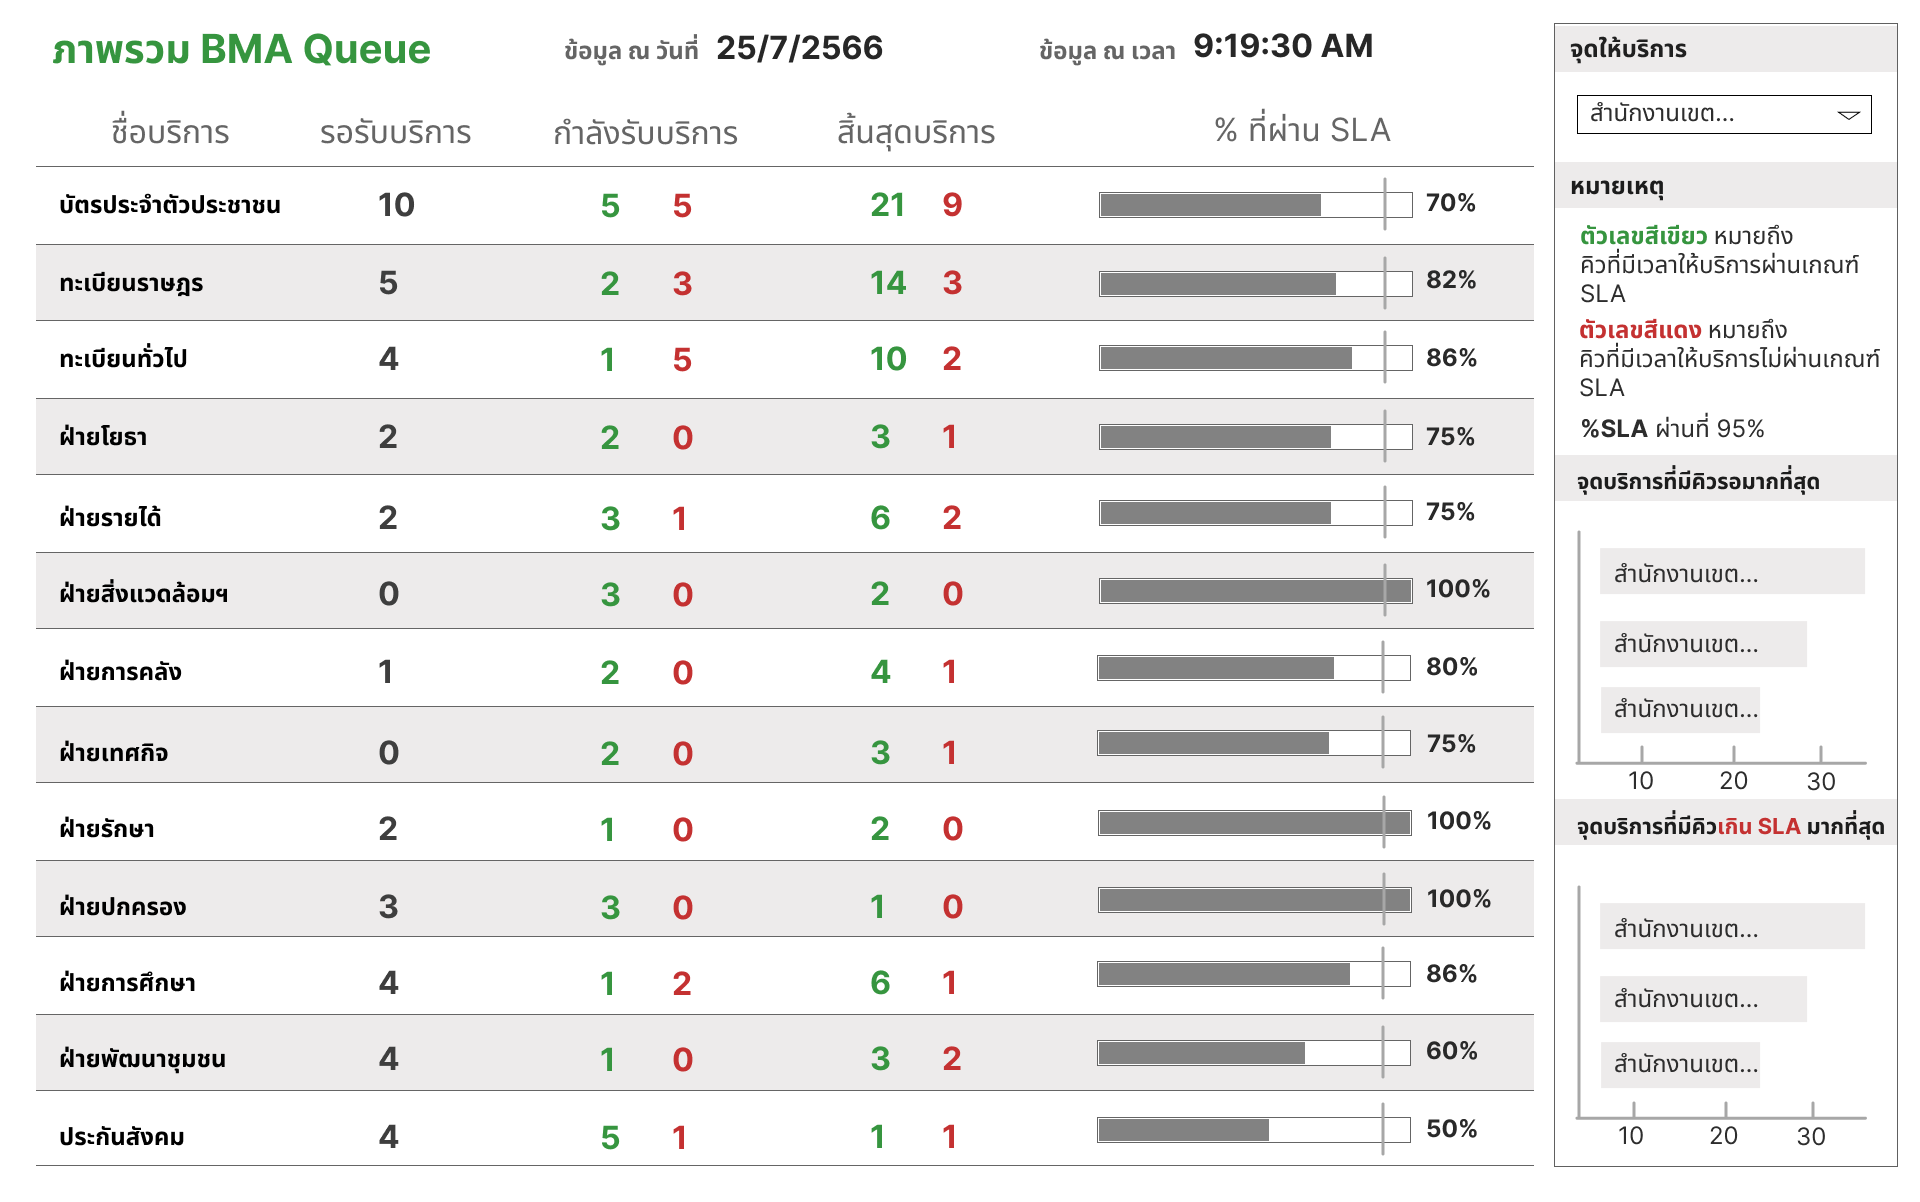 ภาพรวม BMA Queue ข้อมูล ณ วันที่ 25/7/2566 ข้อมูล ณ เวลา 9:19:30 AM
ชื่อบริการ รอรับบริการ กำลังรับบริการ สิ้นสุดบริการ % ที่ผ่าน SLA
บัตรประจำตัวประชาชน 10 5 5 21 9 70%
ทะเบียนราษฎร 5 2 3 14 3 82%
ทะเบียนทั่วไป 4 1 5 10 2 86%
ฝ่ายโยธา 2 2 0 3 1 75%
ฝ่ายรายได้ 2 3 1 6 2 75%
ฝ่ายสิ่งแวดล้อมฯ 0 3 0 2 0 100%
ฝ่ายการคลัง 1 2 0 4 1 80%
ฝ่ายเทศกิจ 0 2 0 3 1 75%
ฝ่ายรักษา 2 1 0 2 0 100%
ฝ่ายปกครอง 3 3 0 1 0 100%
ฝ่ายการศึกษา 4 1 2 6 1 86%
ฝ่ายพัฒนาชุมชน 4 1 0 3 2 60%
ประกันสังคม 4 5 1 1 1 50%
จุดให้บริการ
สำนักงานเขต...
หมายเหตุ
ตัวเลขสีเขียว หมายถึง
คิวที่มีเวลาให้บริการผ่านเกณฑ์
SLA
ตัวเลขสีแดง หมายถึง
คิวที่มีเวลาให้บริการไม่ผ่านเกณฑ์
SLA
%SLA ผ่านที่ 95%
จุดบริการที่มีคิวรอมากที่สุด
สำนักงานเขต...
สำนักงานเขต...
สำนักงานเขต...
10 20 30
จุดบริการที่มีคิวเกิน SLA มากที่สุด
สำนักงานเขต...
สำนักงานเขต...
สำนักงานเขต...
10 20 30